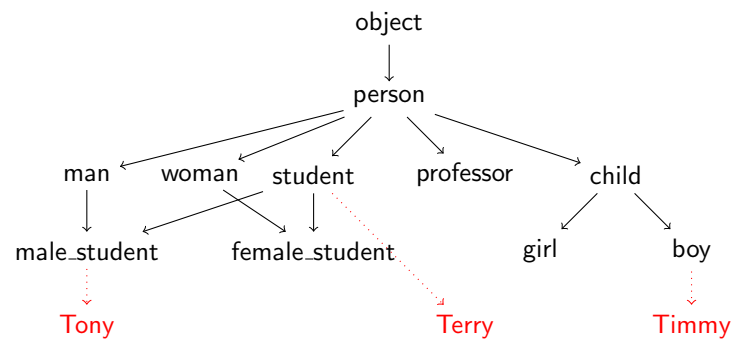 object
person
man woman student professor child
male_student female_student girl boy
Tony Terry Timmy